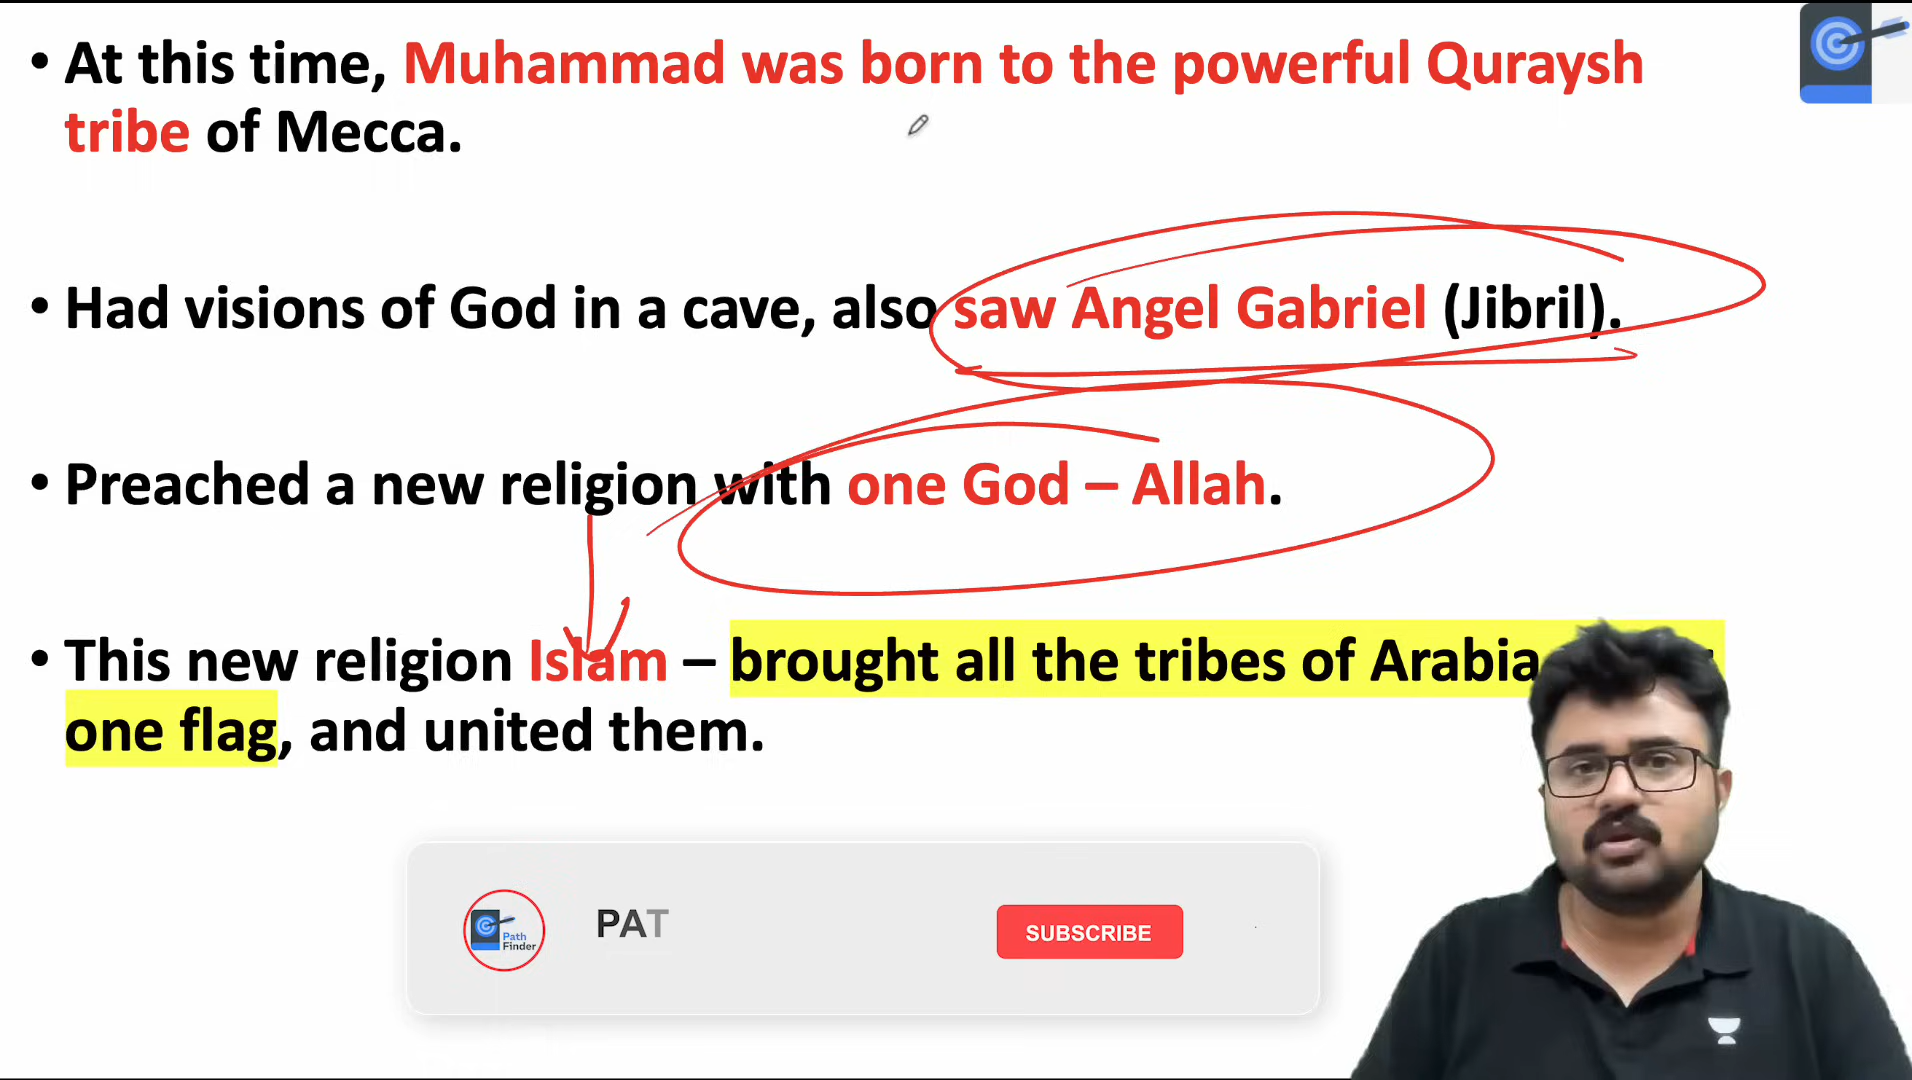 • At this time, Muhammad was born to the powerful Quraysh
tribe of Mecca.
• Had visions of God in a cave, also saw Angel Gabriel (Jibril).
• Preached a new religion with one God – Allah.
• This new religion Islam – brought all the tribes of Arabia
one flag, and united them.
Path
Finder
PAT
SUBSCRIBE